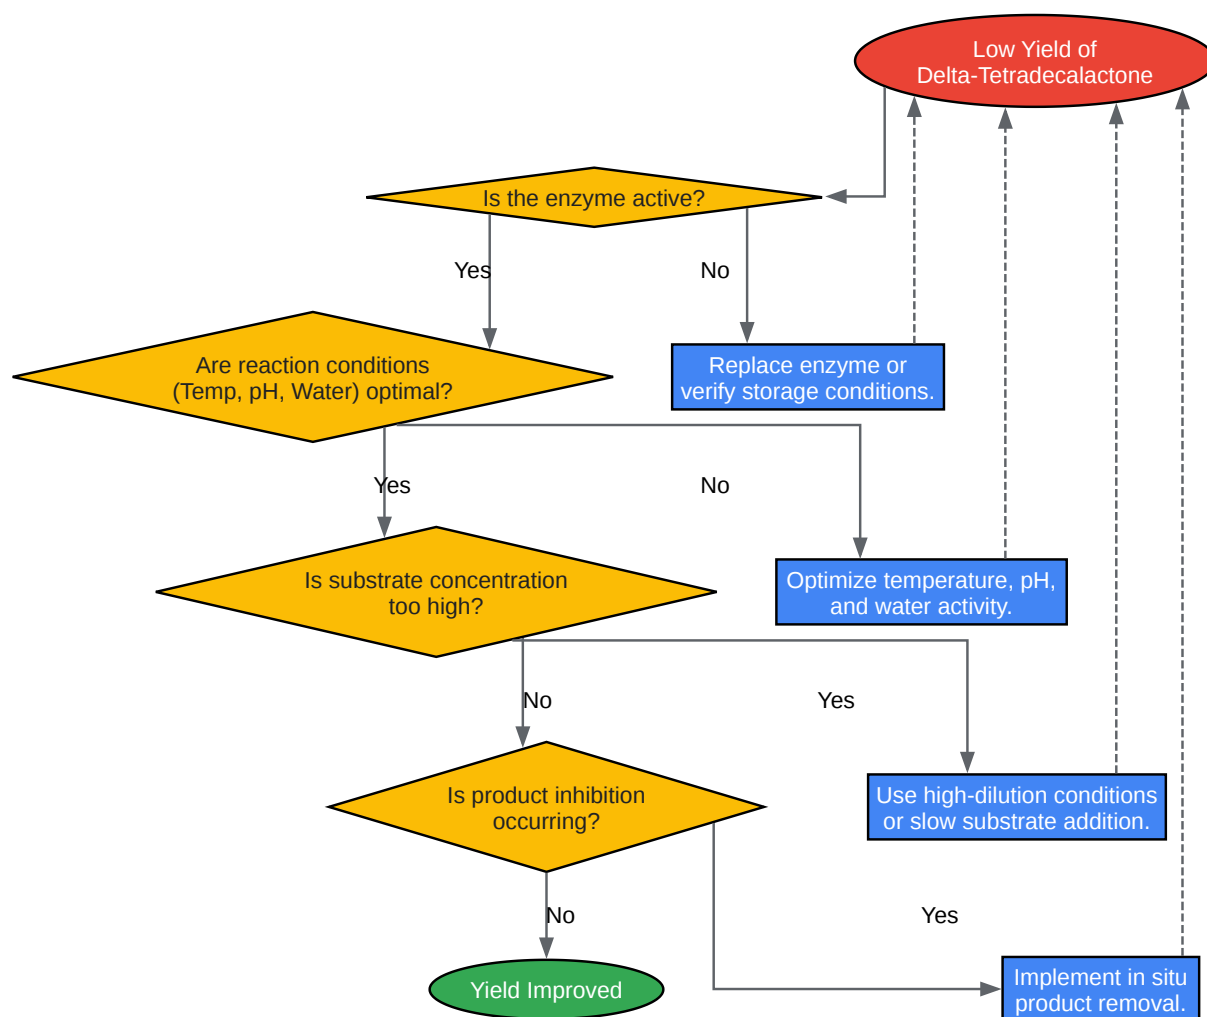 Low Yield of
Delta-Tetradecalactone
Is the enzyme active?
Yes
No
Are reaction conditions
(Temp, pH, Water) optimal?
Replace enzyme or
verify storage conditions.
Yes
No
Is substrate concentration
too high?
Optimize temperature, pH,
and water activity.
No
Yes
Is product inhibition
occurring?
Use high-dilution conditions
or slow substrate addition.
No
Yes
Yield Improved
Implement in situ
product removal.